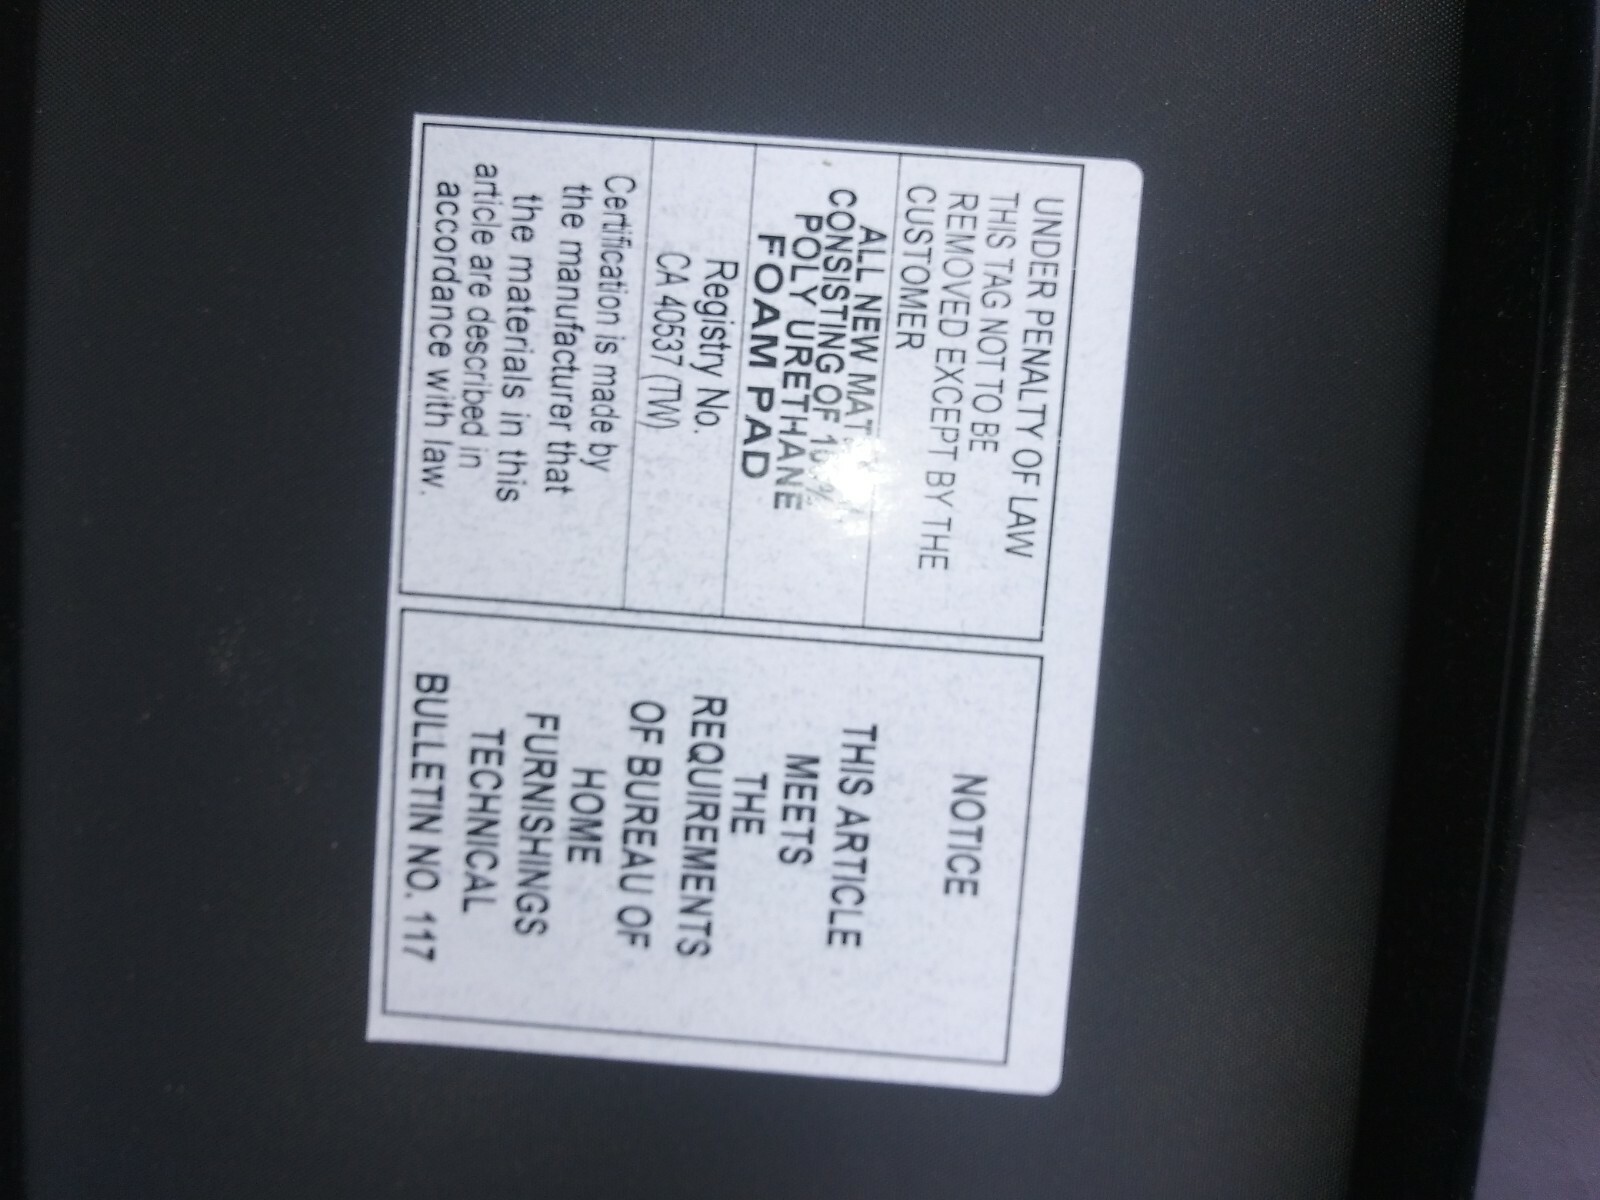 UNDER PENALTY OF LAW
THIS TAG NOT TO BE
REMOVED EXCEPT BY THE
CUSTOMER
ALL NEW
CONSISTING OF
POLY URETHANE
FOAM PAD
Registry No.
CA 40537 (TW)
Certification is made by
the manufacturer that
the materials in this
article are described in
accordance with law.
NOTICE
THIS ARTICLE
MEETS
THE
REQUIREMENTS
OF BUREAU OF
HOME
FURNISHINGS
TECHNICAL
BULLETIN NO. 117